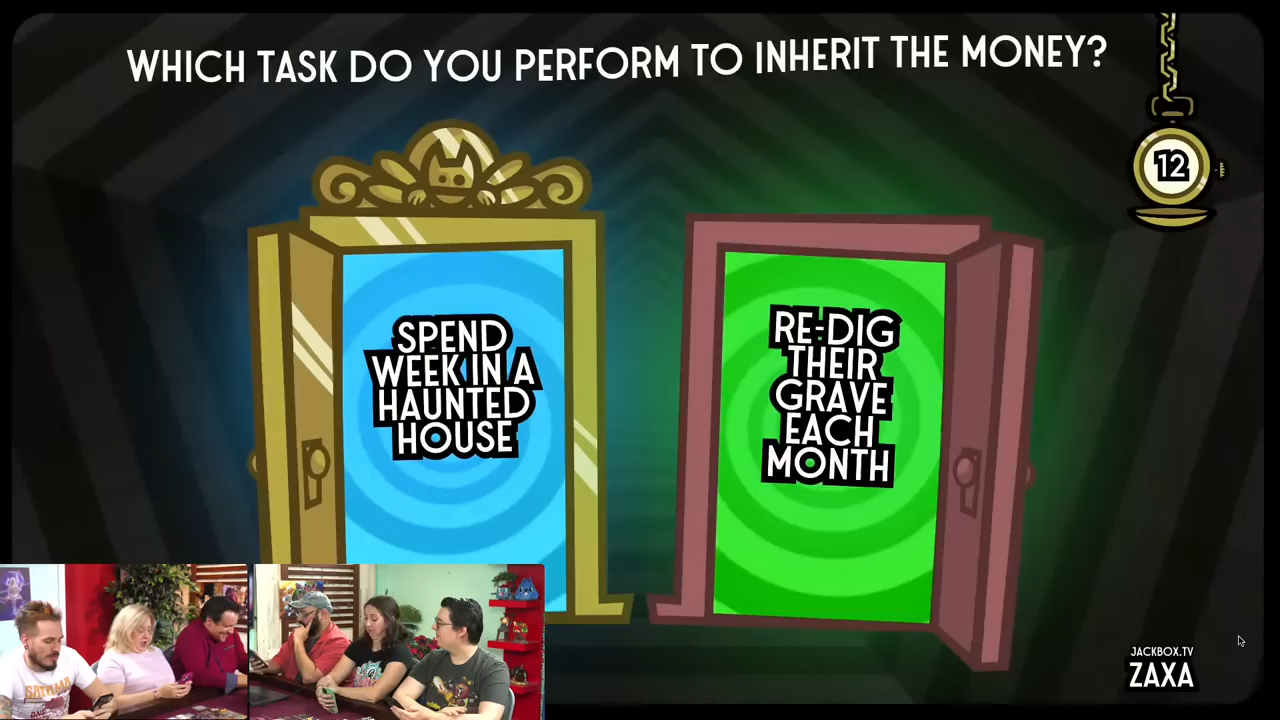 WHICH TASK DO YOU PERFORM TO INHERIT THE MONEY?
12
SPEND
WEEK IN A
HAUNTED
HOUSE
RE-DIG
THEIR
GRAVE
EACH
MONTH
JACKBOX.TV
ZAXA